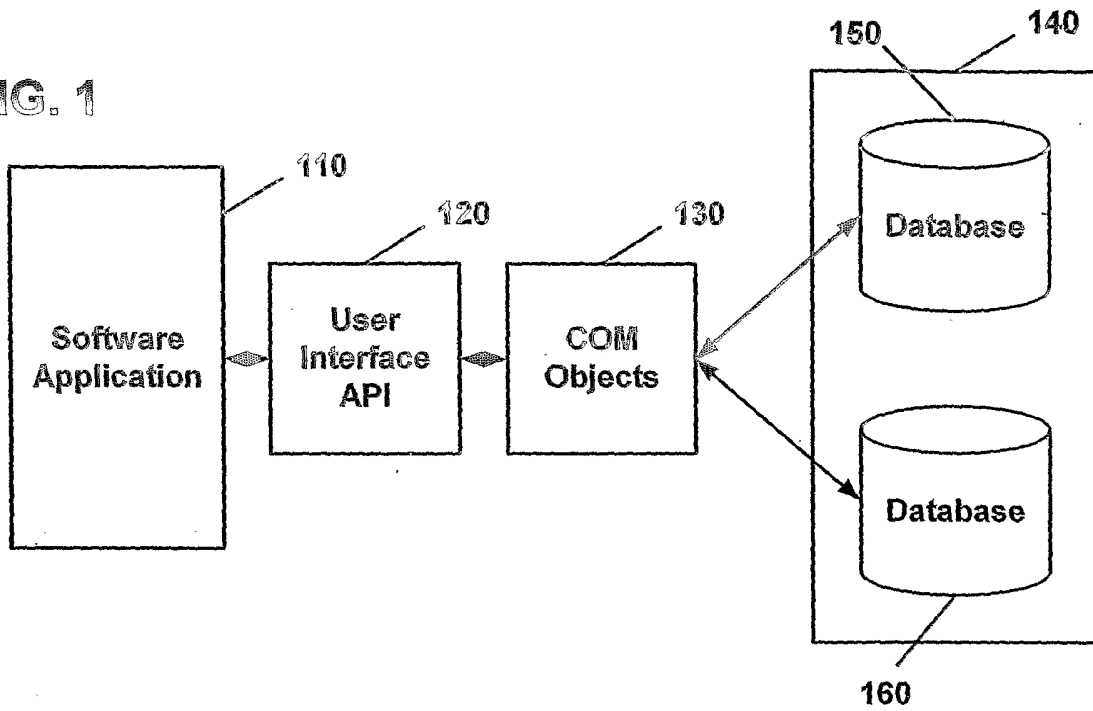 150
140
IG. 1
110
120
130
Database
Software
Application
User
Interface
API
COM
Objects
Database
160